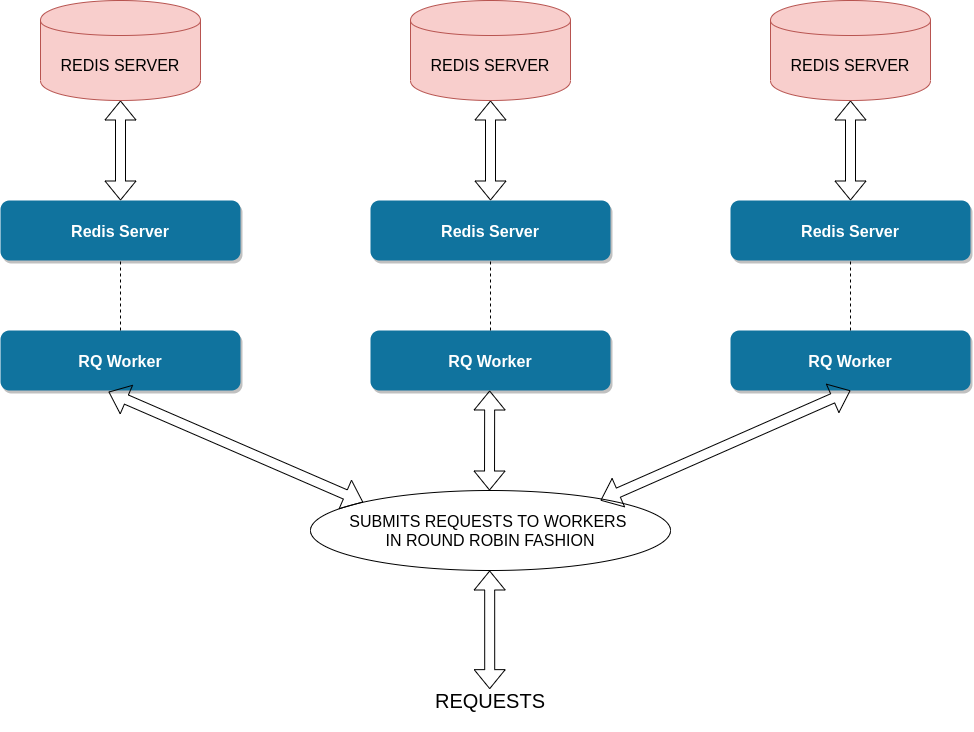 REDIS SERVER
REDIS SERVER
REDIS SERVER
Redis Server
Redis Server
Redis Server
RQ Worker
RQ Worker
RQ Worker
SUBMITS REQUESTS TO WORKERS
IN ROUND ROBIN FASHION
REQUESTS